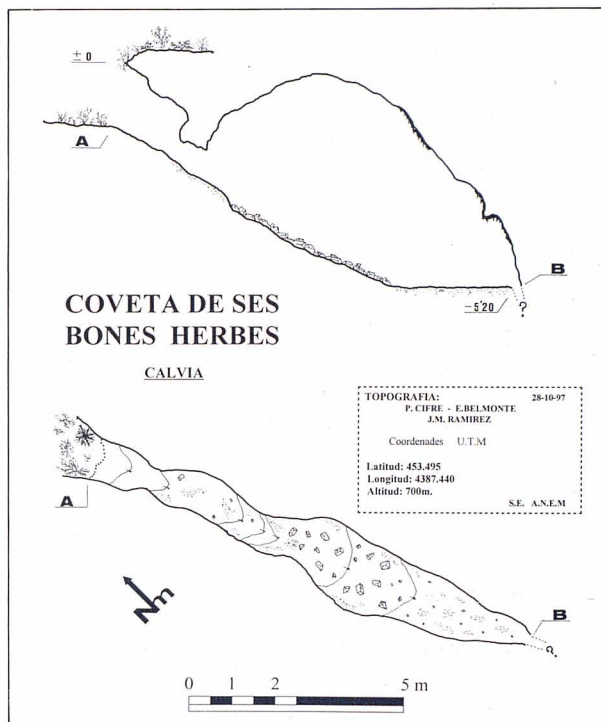 ± 0
A
B
-5'20
?
COVETA DE SES
BONES HERBES
CALVIA
TOPOGRAFIA: 28-10-97
P. CIFRE - E.BELMONTE
J.M. RAMIREZ
Coordenades U.T.M
Latitud: 453.495
Longitud: 4387.440
Altitud: 700m.
S.E. A.N.E.M
A
B
?
Nm
0 1 2 5 m